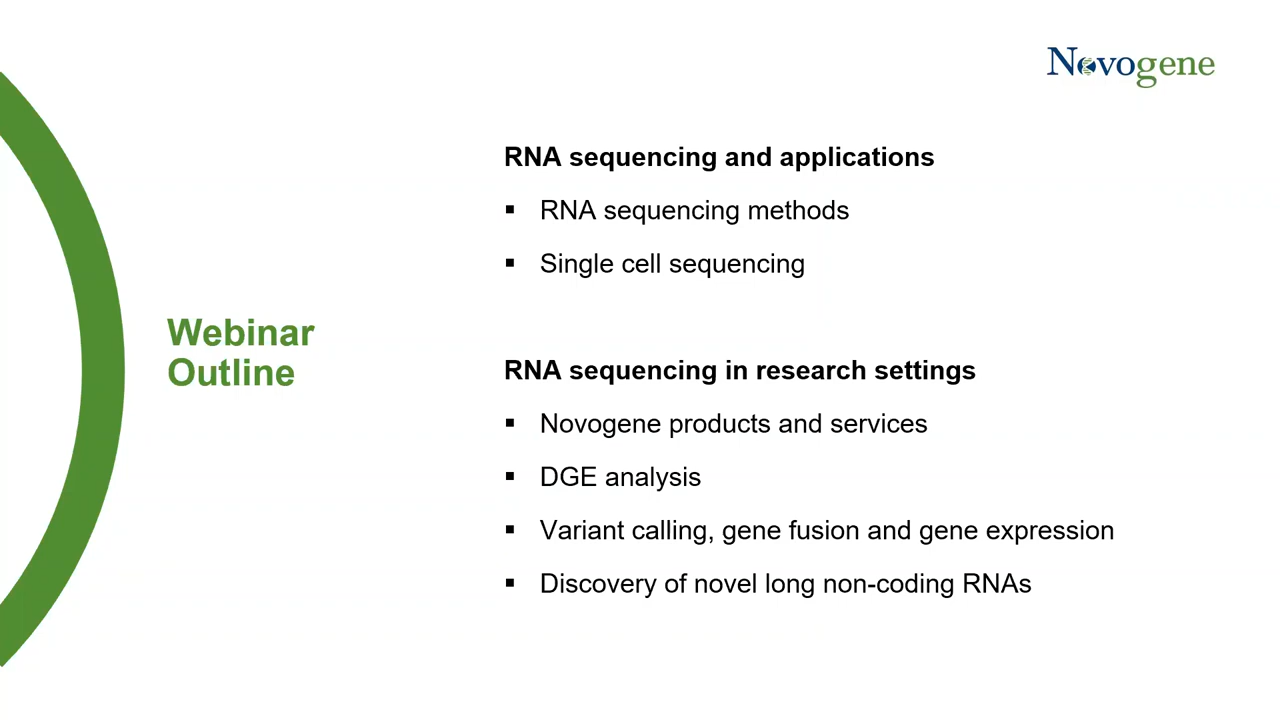 Novogene
RNA sequencing and applications
▪ RNA sequencing methods
▪ Single cell sequencing
Webinar
Outline
RNA sequencing in research settings
▪ Novogene products and services
▪ DGE analysis
▪ Variant calling, gene fusion and gene expression
▪ Discovery of novel long non-coding RNAs